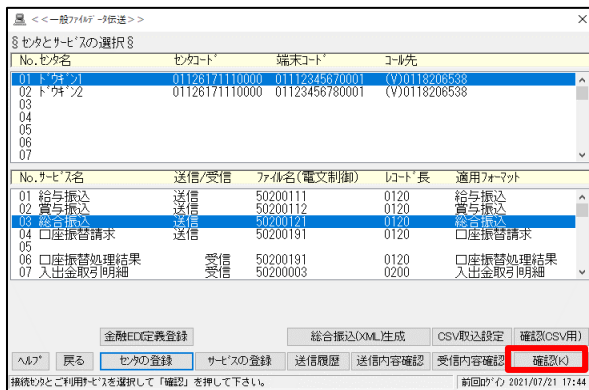 <<一般ﾌｧｲﾙﾃﾞｰﾀ伝送>>
§ｾﾝﾀとｻｰﾋﾞｽの選択§
No.ｾﾝﾀ名 ｾﾝﾀｺｰﾄﾞ 端末ｺｰﾄﾞ ｺｰﾙ先
01 ﾄﾞｳｷﾞﾝ1 01126171110000 01112345670001 (V)0118206538
02 ﾄﾞｳｷﾞﾝ2 01126171110000 01123456780001 (V)0118206538
03
04
05
06
07
No.ｻｰﾋﾞｽ名 送信/受信 ﾌｧｲﾙ名(電文制御) ﾚｺｰﾄﾞ長 適用ﾌｫｰﾏｯﾄ
01 給与振込 送信 50200111 0120 給与振込
02 賞与振込 送信 50200112 0120 賞与振込
03 総合振込 送信 50200121 0120 総合振込
04 口座振替請求 送信 50200191 0120 口座振替請求
05
06 口座振替処理結果 受信 50200191 0120 口座振替処理結果
07 入出金取引明細 受信 50200003 0200 入出金取引明細
金融EDI定義登録 総合振込(XML)生成 CSV取込設定 確認(CSV用)
ﾍﾙﾌﾟ 戻る ｾﾝﾀの登録 ｻｰﾋﾞｽの登録 送信履歴 送信内容確認 受信内容確認 確認(K)
接続ｾﾝﾀとご利用ｻｰﾋﾞｽを選択して「確認」を押して下さい。 前回ﾛｸﾞｲﾝ 2021/07/21 17:44